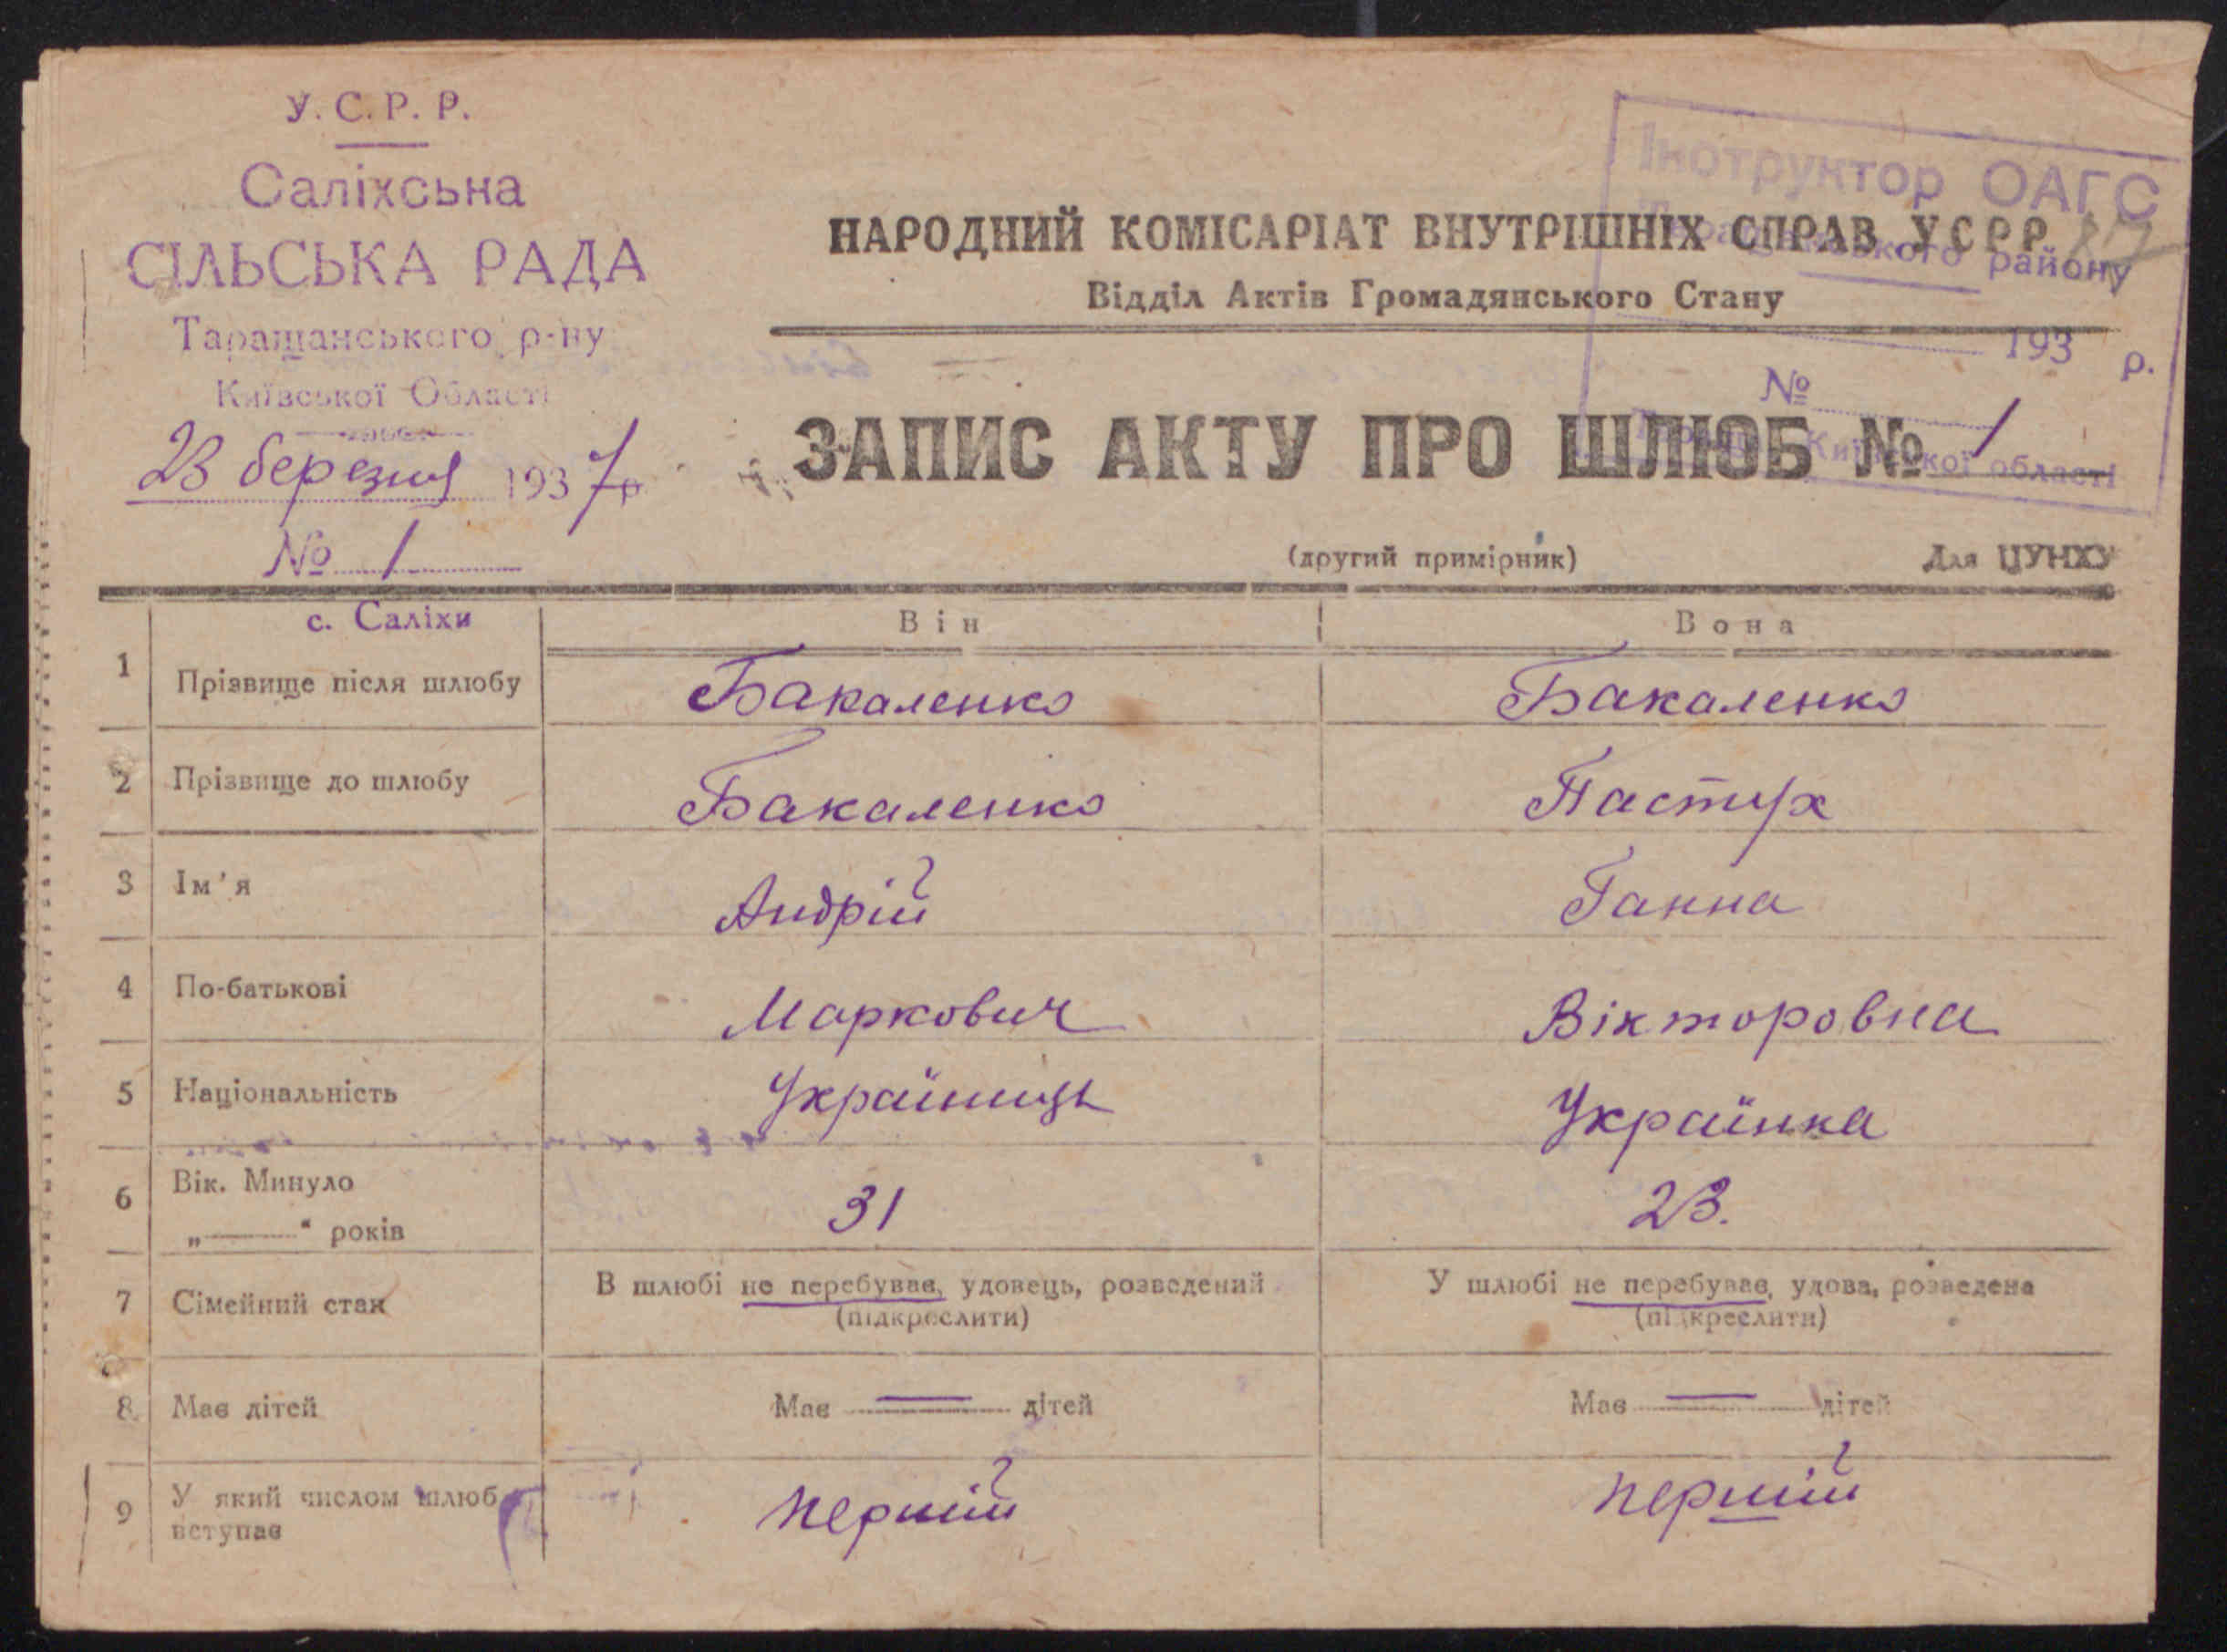 У. С. Р. Р.
Саліхсьна
СІЛЬСЬКА РАДА
Таращанського р-ну
Київської Області
23 березня 1937 р
№ 1
Інструктор ОАГС
Таращанського району
193 р.
№
Київської області
НАРОДНИЙ КОМІСАРІАТ ВНУТРІШНІХ СПРАВ УСРР
Відділ Актів Громадянського Стану
ЗАПИС АКТУ ПРО ШЛЮБ № 1
(другий примірник) Для ЦУНХУ
с. Саліхи Він Вона
1 Прізвище після шлюбу Бакаленко Бакаленко
2 Прізвище до шлюбу Бакаленко Пастух
3 Ім'я Андрій Ганна
4 По-батькові Маркович Вікторовна
5 Національність Україниць Українка
6 Вік. Минуло
„———“ років 31 23.
7 Сімейний стан В шлюбі не перебував, удовець, розведений У шлюбі не перебував, удова, розведена
(підкреслити) (підкреслити)
8 Має дітей Має — дітей Має — дітей
9 У який числом шлюб
вступає перший перший